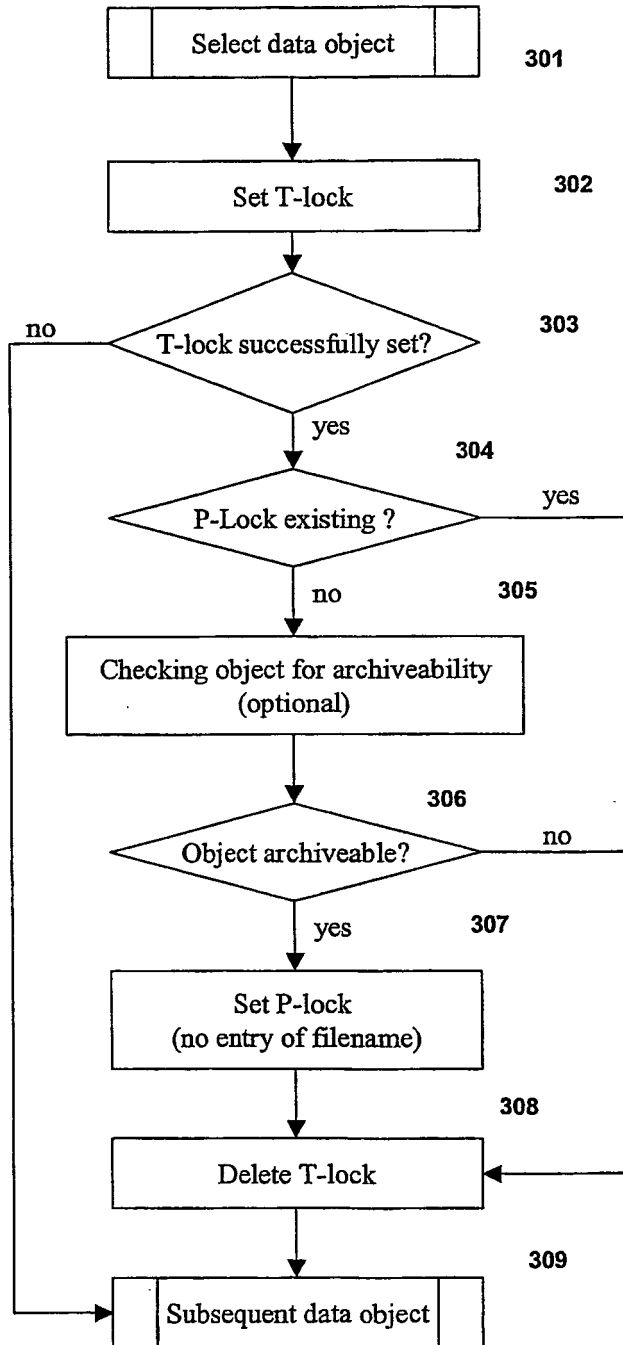 Select data object
301
Set T-lock
302
no
T-lock successfully set?
303
yes
304
P-Lock existing ?
yes
no
305
Checking object for archiveability
(optional)
306
Object archiveable?
no
yes
307
Set P-lock
(no entry of filename)
308
Delete T-lock
309
Subsequent data object